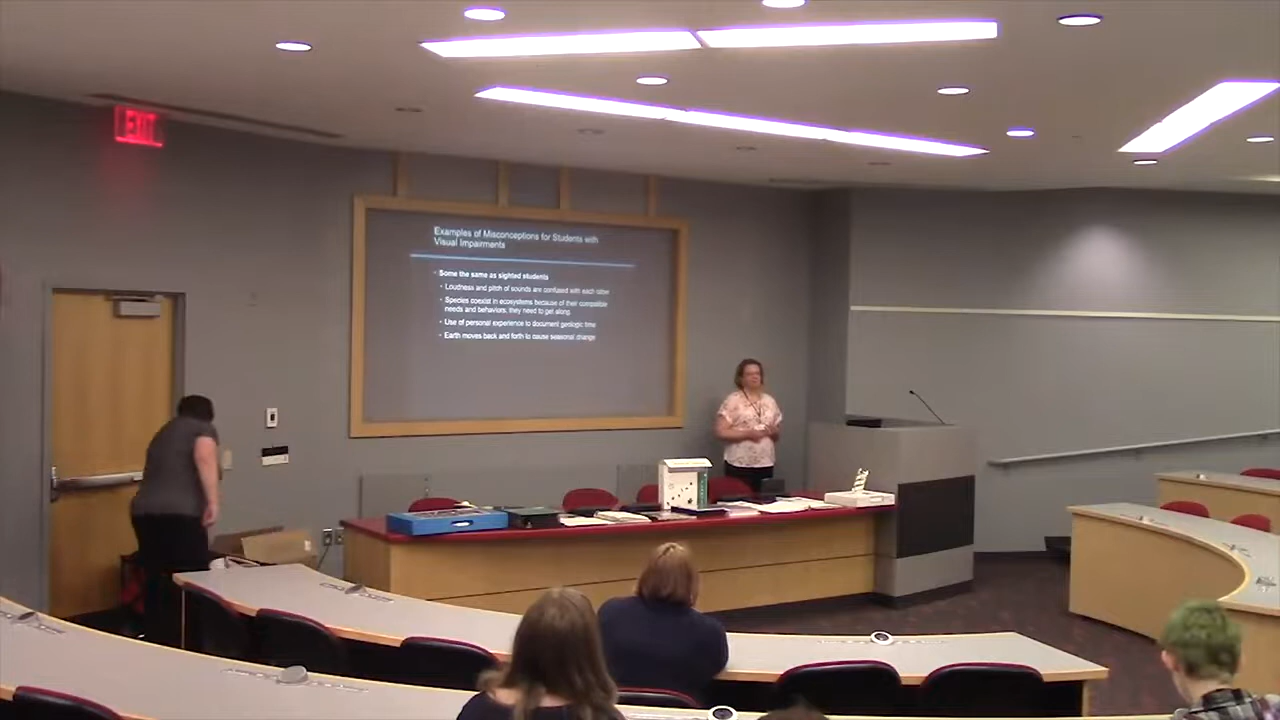 EXIT
Examples of Misconceptions for Students with
Visual Impairments
• Some the same as sighted students
• Loudness and pitch of sounds are confused with each other
• Species coexist in ecosystems because of their compatible
needs and behaviors; they need to get along.
• Use of personal experience to document geologic time
• Earth moves back and forth to cause seasonal change